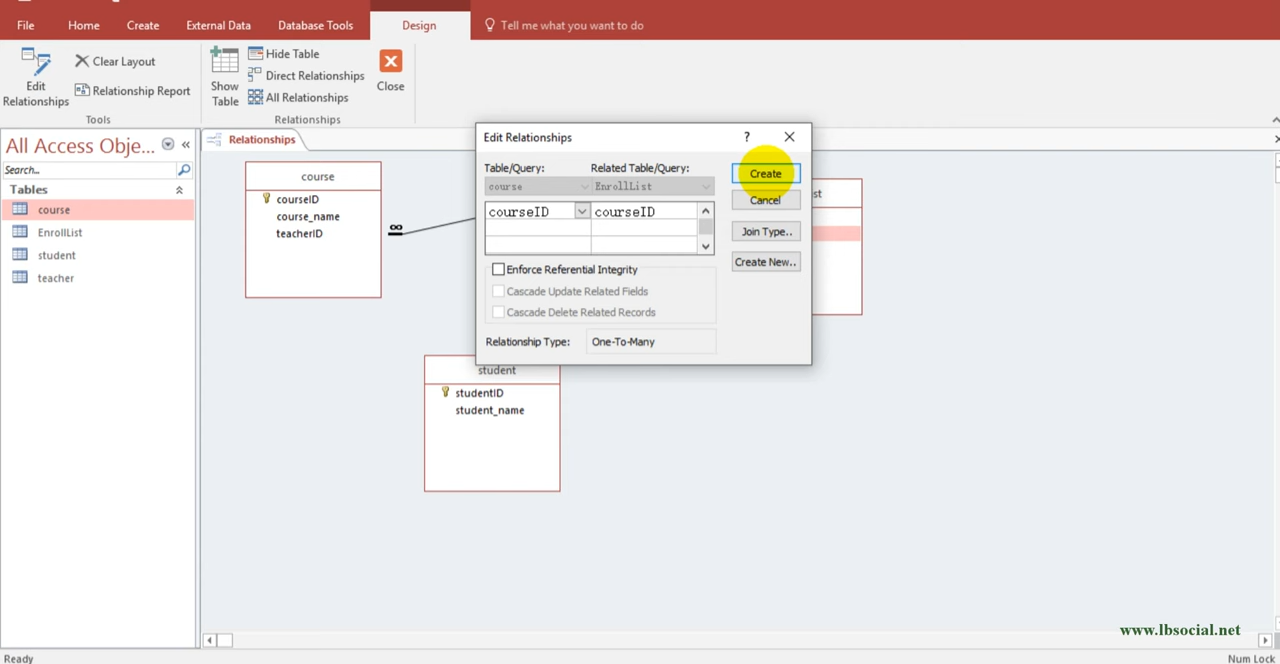 File Home Create External Data Database Tools Design Tell me what you want to do
Edit Relationships
Clear Layout
Relationship Report
Tools
Show Table
Hide Table
Direct Relationships
All Relationships
Relationships
Close
All Access Obje...
Search...
Tables
course
EnrollList
student
teacher
Relationships
course
courseID
course_name
teacherID
∞
Edit Relationships ?
Table/Query: Related Table/Query:
course EnrollList
courseID courseID
Enforce Referential Integrity
Cascade Update Related Fields
Cascade Delete Related Records
Relationship Type: One-To-Many
Create
Cancel
Join Type..
Create New..
st
student
studentID
student_name
www.lbsocial.net
Ready Num Lock